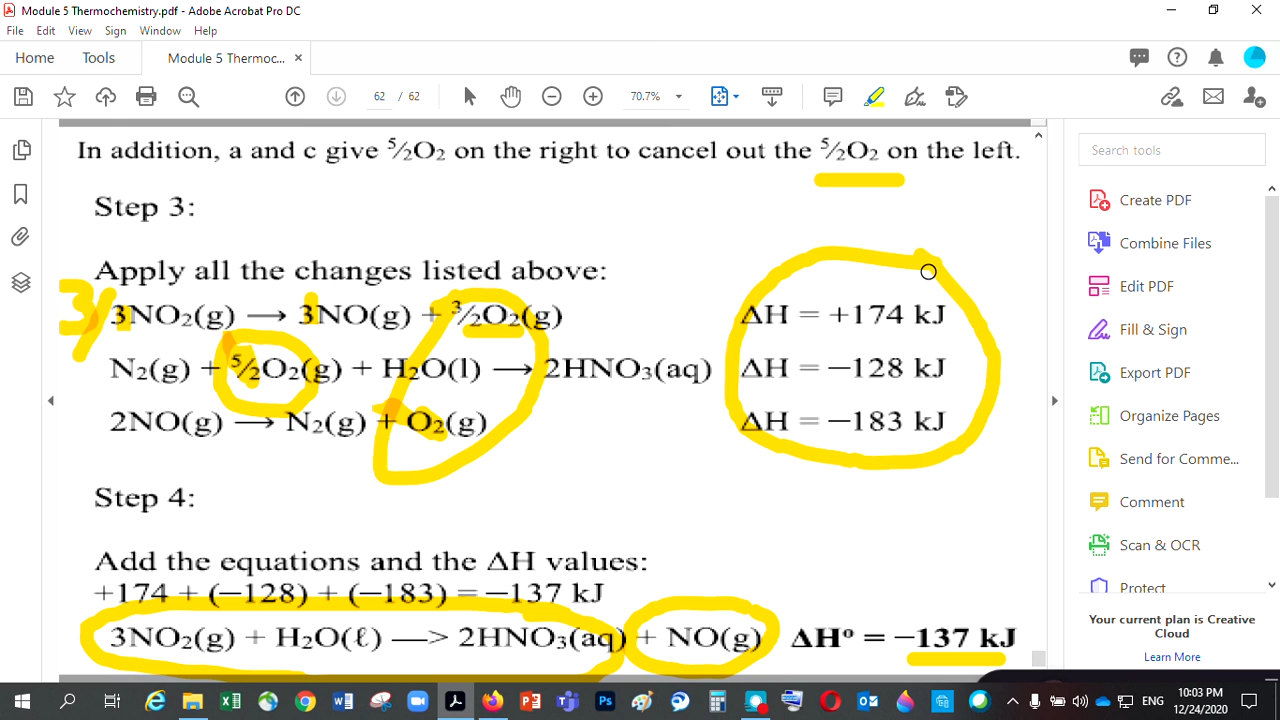 Module 5 Thermochemistry.pdf - Adobe Acrobat Pro DC
File Edit View Sign Window Help
Home Tools Module 5 Thermoc... ×
62 / 62 70.7%
In addition, a and c give ⁵⁄₂O₂ on the right to cancel out the ⁵⁄₂O₂ on the left.
Step 3:
Apply all the changes listed above:
3/
3NO₂(g) ⟶ 3NO(g) + ³⁄₂O₂(g) ΔH = +174 kJ
N₂(g) + ⁵⁄₂O₂(g) + H₂O(l) ⟶ 2HNO₃(aq) ΔH = −128 kJ
2NO(g) ⟶ N₂(g) + O₂(g) ΔH = −183 kJ
Step 4:
Add the equations and the ΔH values:
+174 + (−128) + (−183) = −137 kJ
3NO₂(g) + H₂O(ℓ) —> 2HNO₃(aq) + NO(g) ΔHº = −137 kJ
Search tools
Create PDF
Combine Files
Edit PDF
Fill & Sign
Export PDF
Organize Pages
Send for Comme...
Comment
Scan & OCR
Protect
Your current plan is Creative
Cloud
Learn More
ENG
10:03 PM
12/24/2020